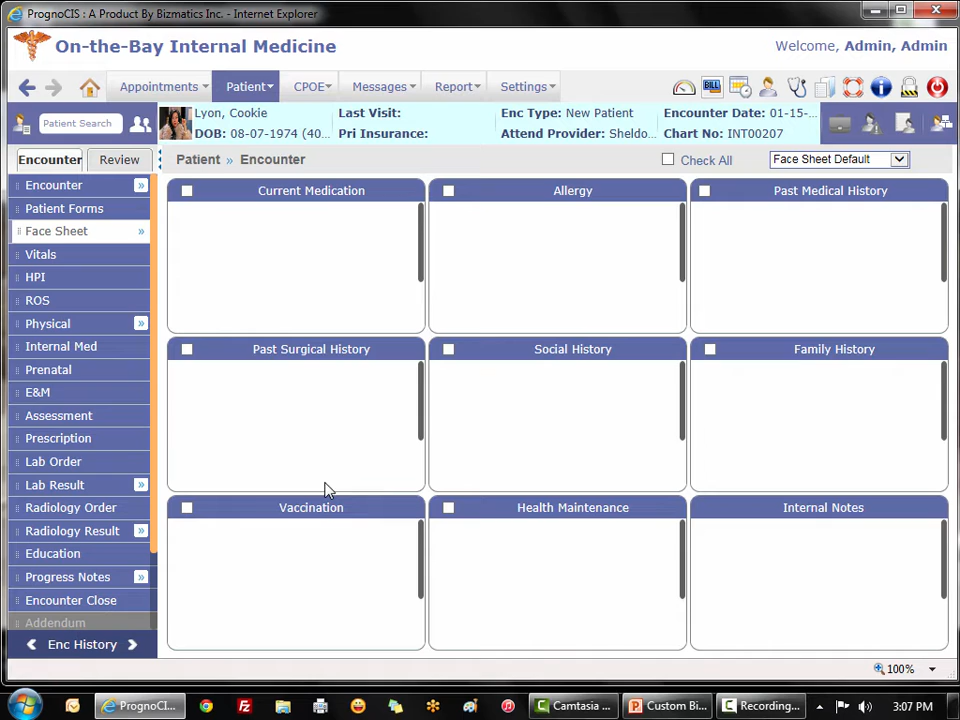 PrognoCIS : A Product By Bizmatics Inc. - Internet Explorer
On-the-Bay Internal Medicine
Welcome, Admin, Admin
Appointments Patient CPOE Messages Report Settings
BILL
Patient Search
Lyon, Cookie Last Visit: Enc Type: New Patient Encounter Date: 01-15-...
DOB: 08-07-1974 (40... Pri Insurance: Attend Provider: Sheldo... Chart No: INT00207
Encounter Review
Patient » Encounter
Check All
Face Sheet Default
Encounter »
Patient Forms
Face Sheet »
Vitals
HPI
ROS
Physical »
Internal Med
Prenatal
E&M
Assessment
Prescription
Lab Order
Lab Result »
Radiology Order
Radiology Result »
Education
Progress Notes »
Encounter Close
Addendum
Enc History
Current Medication Allergy Past Medical History
Past Surgical History Social History Family History
Vaccination Health Maintenance Internal Notes
100%
PrognoCI... Camtasia ... Custom Bi... Recording... 3:07 PM